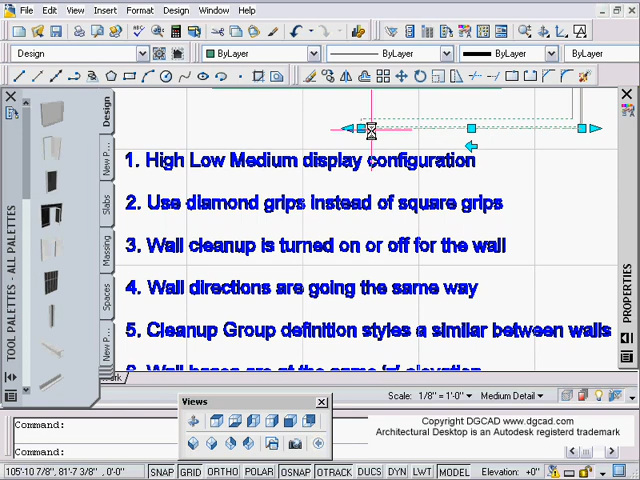 File Edit View Insert Format Design Window Help
Design ByLayer ByLayer ByLayer ByLayer
Design
New P...
Slabs
Massing
Spaces
New P...
TOOL PALETTES - ALL PALETTES
PROPERTIES
1. High Low Medium display configuration
2. Use diamond grips instead of square grips
3. Wall cleanup is turned on or off for the wall
4. Wall directions are going the same way
5. Cleanup Group definition styles a similar between walls
Scale: 1/8" = 1'-0" Medium Detail
Views
Copyright DGCAD www.dgcad.com
Architectural Desktop is an Autodesk registerd trademark
Command:
Command:
105'-10 7/8", 81'-7 3/8" , 0'-0" SNAP GRID ORTHO POLAR OSNAP OTRACK DUCS DYN LWT MODEL Elevation: +0"